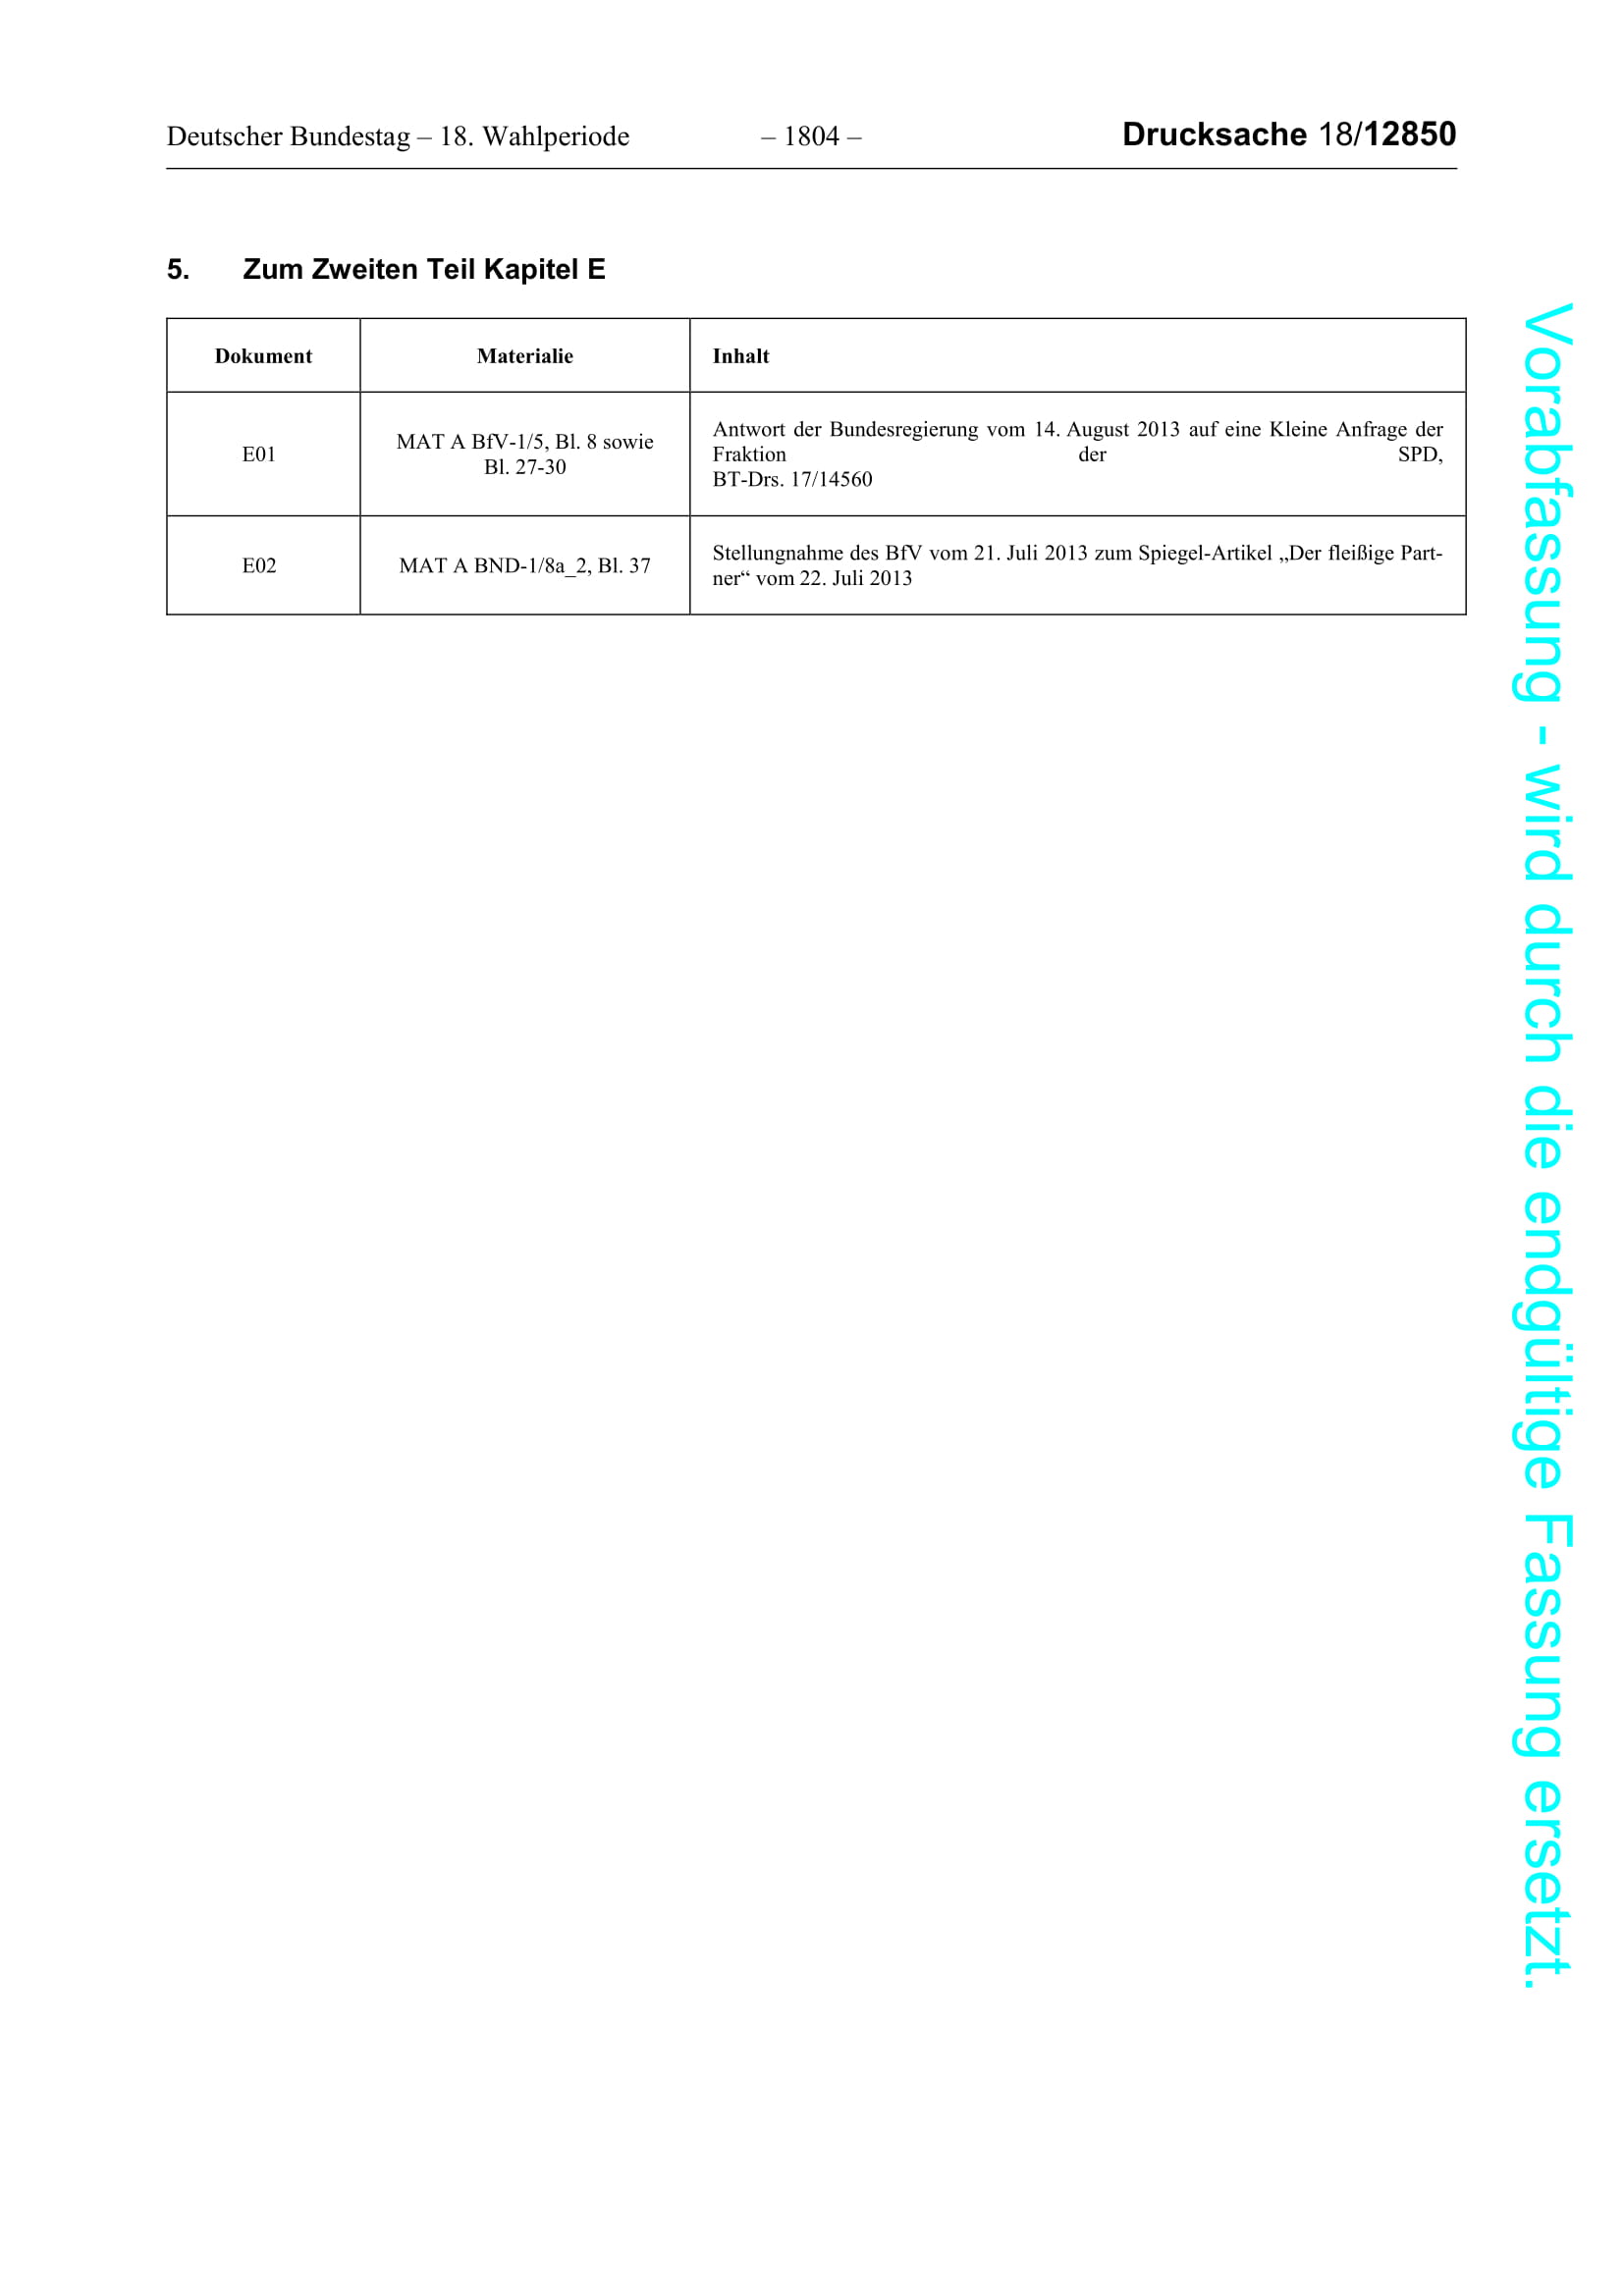 Deutscher Bundestag – 18. Wahlperiode – 1804 – Drucksache 18/12850
5. Zum Zweiten Teil Kapitel E
Dokument Materialie Inhalt
E01
MAT A BfV-1/5, Bl. 8 sowie
Bl. 27-30
Antwort der Bundesregierung vom 14. August 2013 auf eine Kleine Anfrage der
Fraktion der SPD,
BT-Drs. 17/14560
E02
MAT A BND-1/8a_2, Bl. 37
Stellungnahme des BfV vom 21. Juli 2013 zum Spiegel-Artikel „Der fleißige Part-
ner“ vom 22. Juli 2013
Vorabfassung - wird durch die endgültige Fassung ersetzt.